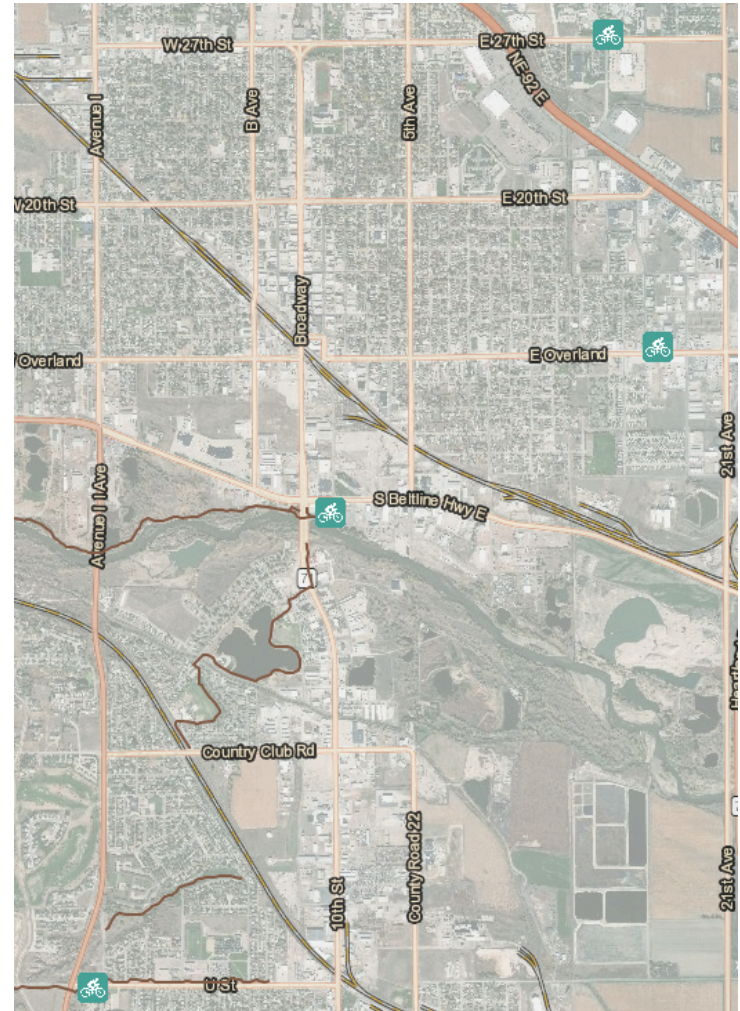 W 27th St
E 27th St
NE-92 E
Avenue I
B Ave
5th Ave
W 20th St
E 20th St
Broadway
Overland
E Overland
21st Ave
Avenue I
I Ave
S Beltline Hwy E
7
Country Club Rd
County Road 22
10th St
21st Ave
U St